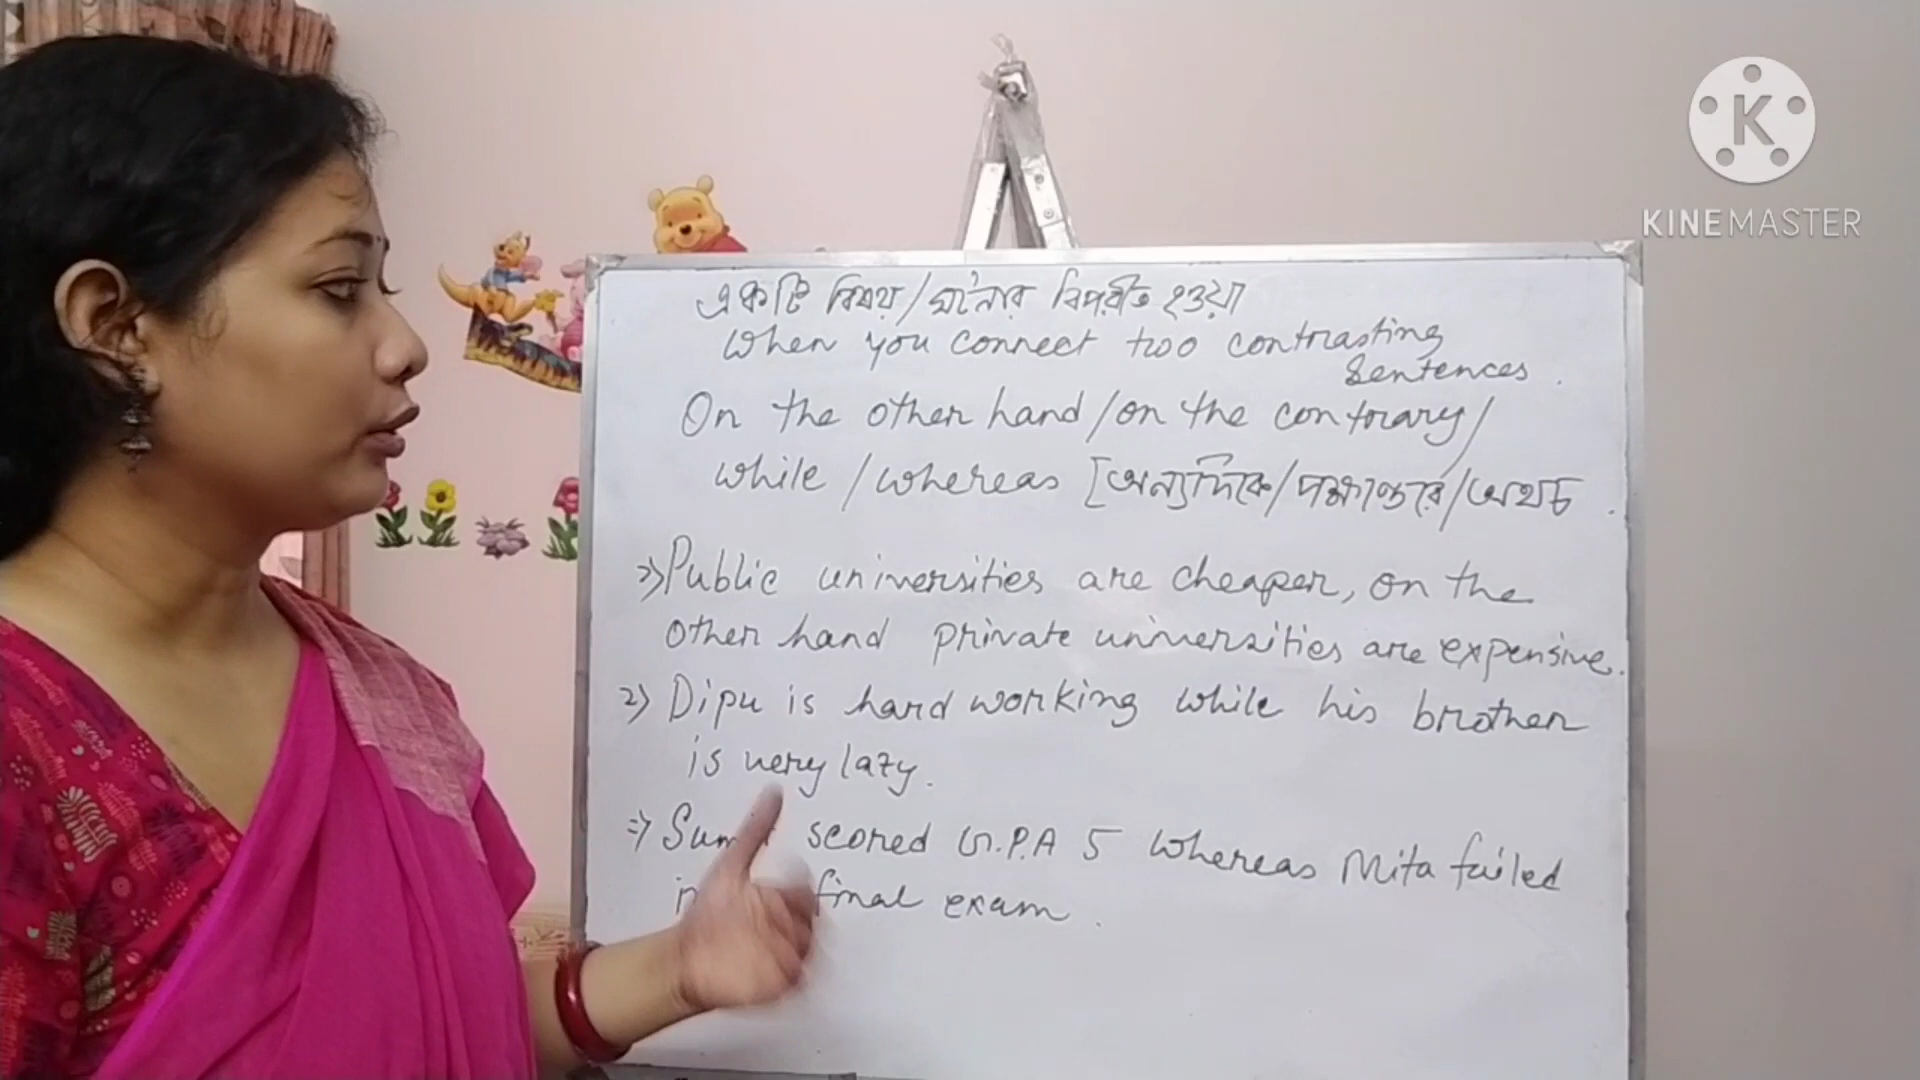 একটি বিষয়/ঘটনার বিপরীত হওয়া
When you connect two contrasting
Sentences.
On the other hand/on the contrary/
while/whereas [অন্যদিকে/পক্ষান্তরে/অথচ.
⇒Public universities are cheaper, on the
other hand private universities are expensive.
2) Dipu is hard working while his brother
is very lazy.
⇒ scored G.P.A 5 whereas Mita failed
final exam.
KINEMASTER